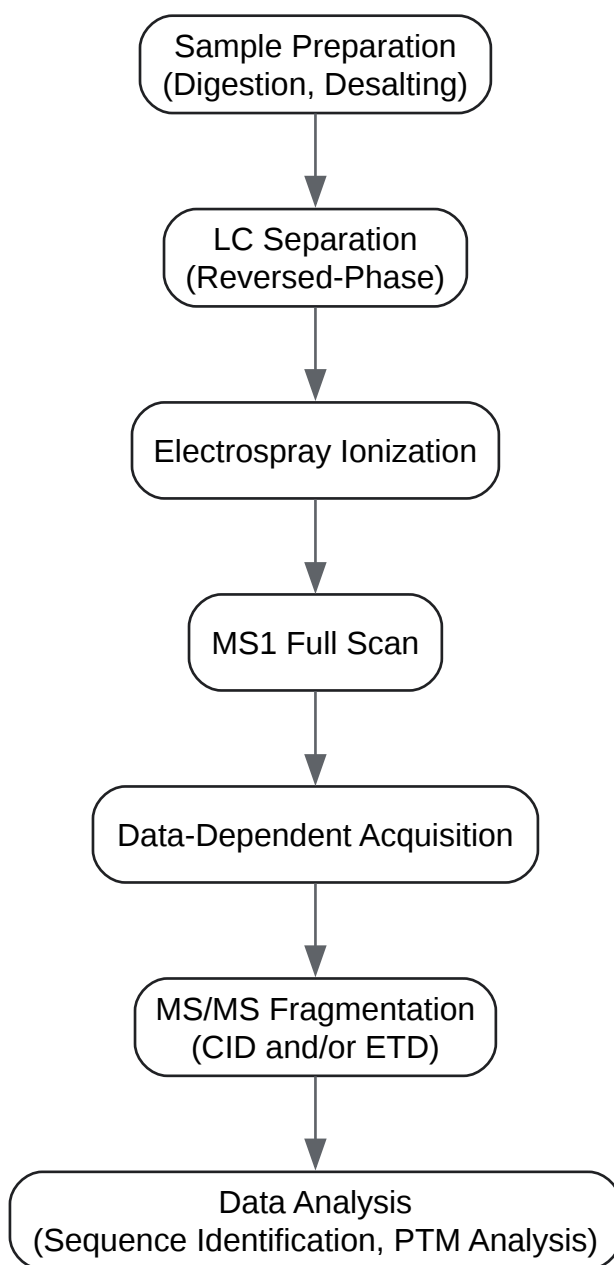 Sample Preparation
(Digestion, Desalting)
LC Separation
(Reversed-Phase)
Electrospray Ionization
MS1 Full Scan
Data-Dependent Acquisition
MS/MS Fragmentation
(CID and/or ETD)
Data Analysis
(Sequence Identification, PTM Analysis)